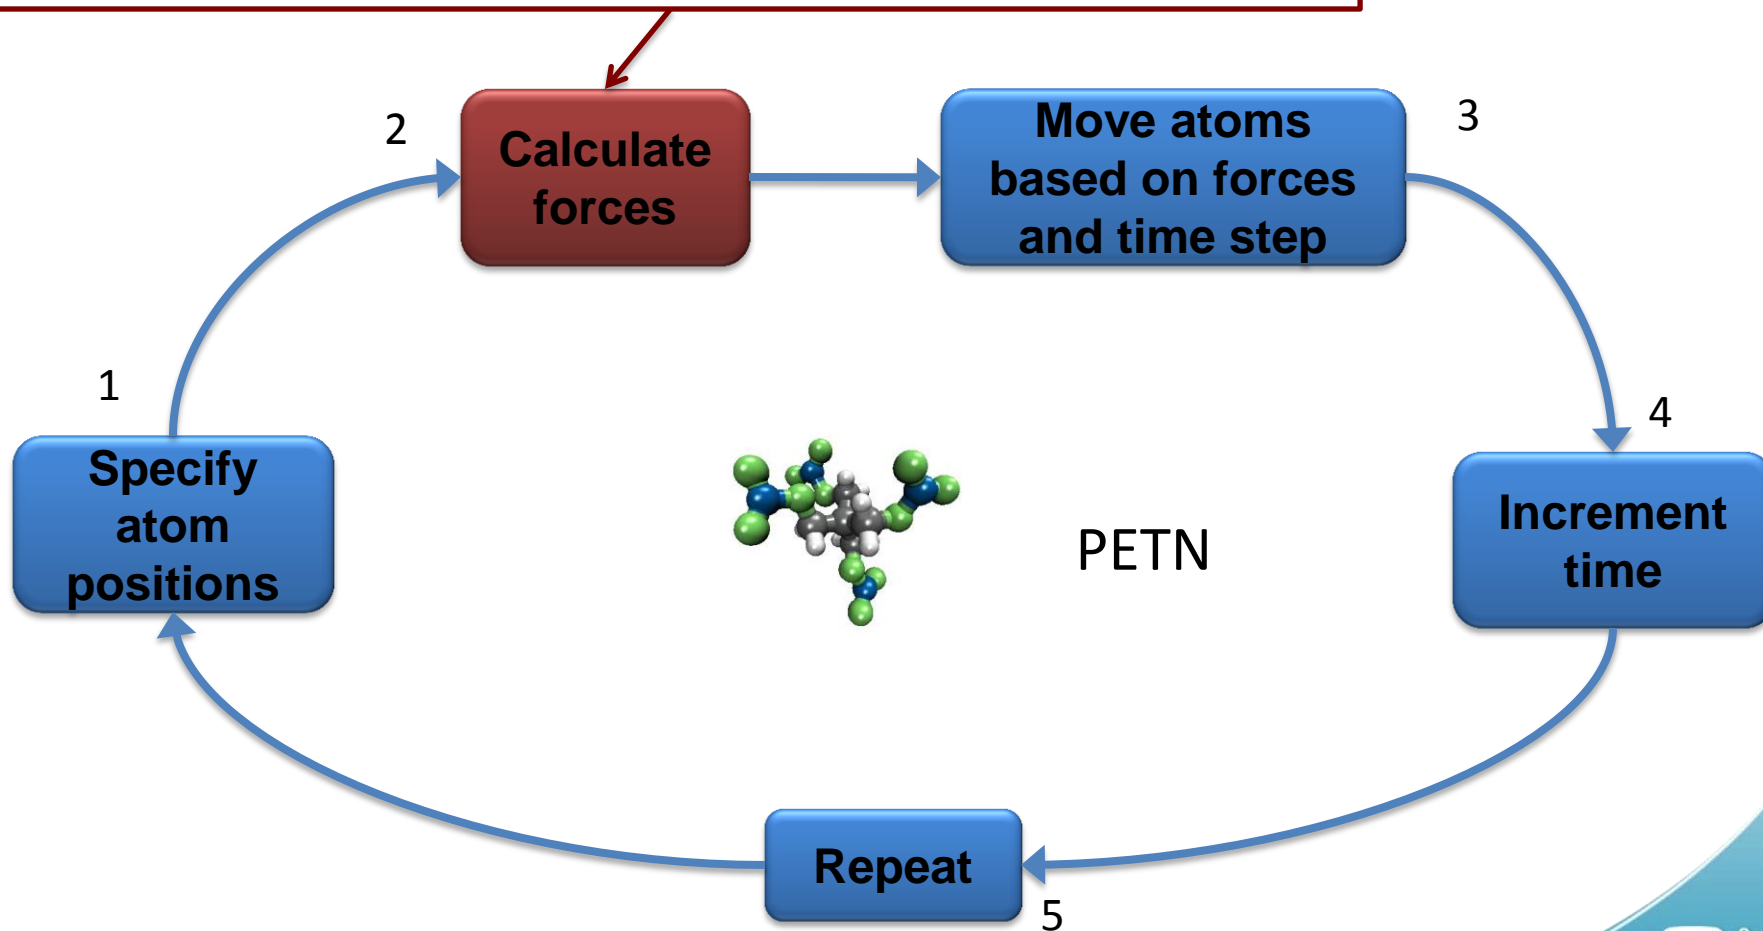 2
Calculate
forces
Move atoms
based on forces
and time step
3
1
Specify
atom
positions
4
Increment
time
PETN
Repeat
5